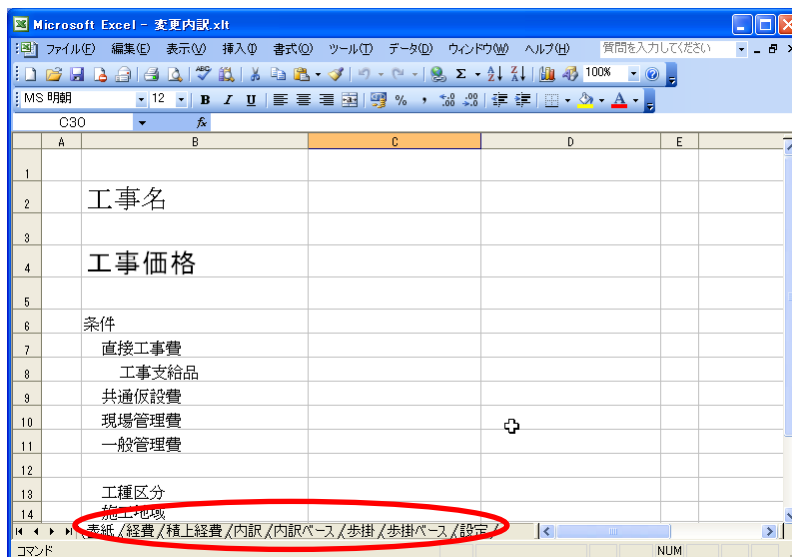 Microsoft Excel - 変更内訳.xlt
ファイル(F) 編集(E) 表示(V) 挿入(I) 書式(O) ツール(T) データ(D) ウィンドウ(W) ヘルプ(H) 質問を入力してください
100%
MS 明朝 12 B I U
C30 fx
A B C D E
1
2 工事名
3
4 工事価格
5
6 条件
7 直接工事費
8 工事支給品
9 共通仮設費
10 現場管理費
11 一般管理費
12
13 工種区分
14 施工地域
表紙/経費/積上経費/内訳/内訳ベース/歩掛/歩掛ベース/設定/
コマンド NUM